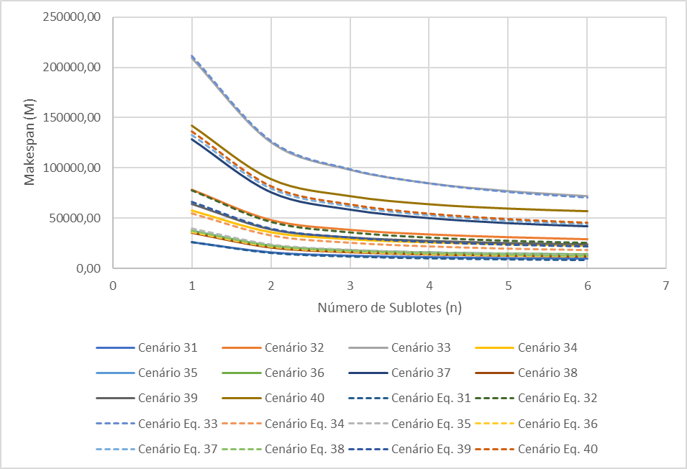 250000,00
200000,00
150000,00
100000,00
50000,00
0,00
Makespan (M)
0 1 2 3 4 5 6 7
Número de Sublotes (n)
Cenário 31 Cenário 32 Cenário 33 Cenário 34
Cenário 35 Cenário 36 Cenário 37 Cenário 38
Cenário 39 Cenário 40 Cenário Eq. 31 Cenário Eq. 32
Cenário Eq. 33 Cenário Eq. 34 Cenário Eq. 35 Cenário Eq. 36
Cenário Eq. 37 Cenário Eq. 38 Cenário Eq. 39 Cenário Eq. 40